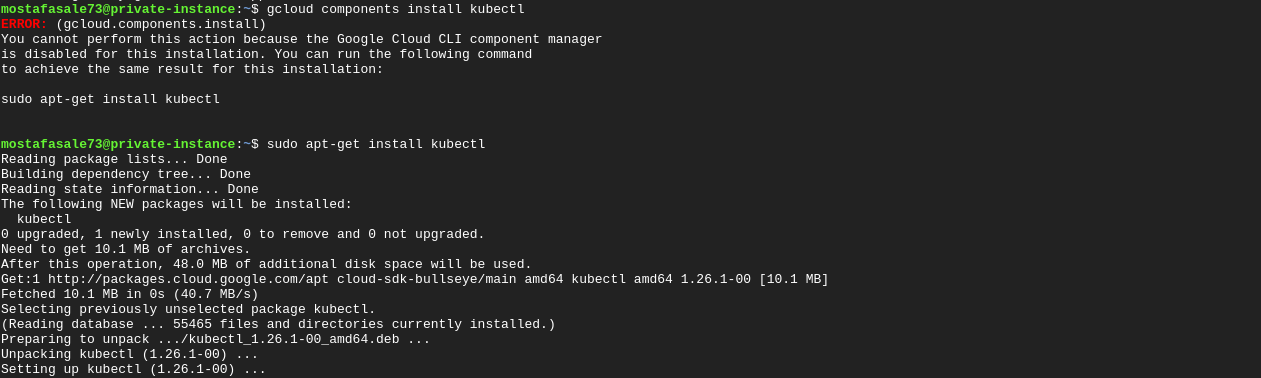 mostafasale73@private-instance:~$ gcloud components install kubectl
ERROR: (gcloud.components.install)
You cannot perform this action because the Google Cloud CLI component manager
is disabled for this installation. You can run the following command
to achieve the same result for this installation:
sudo apt-get install kubectl
mostafasale73@private-instance:~$ sudo apt-get install kubectl
Reading package lists... Done
Building dependency tree... Done
Reading state information... Done
The following NEW packages will be installed:
  kubectl
0 upgraded, 1 newly installed, 0 to remove and 0 not upgraded.
Need to get 10.1 MB of archives.
After this operation, 48.0 MB of additional disk space will be used.
Get:1 http://packages.cloud.google.com/apt cloud-sdk-bullseye/main amd64 kubectl amd64 1.26.1-00 [10.1 MB]
Fetched 10.1 MB in 0s (40.7 MB/s)
Selecting previously unselected package kubectl.
(Reading database ... 55465 files and directories currently installed.)
Preparing to unpack .../kubectl_1.26.1-00_amd64.deb ...
Unpacking kubectl (1.26.1-00) ...
Setting up kubectl (1.26.1-00) ...